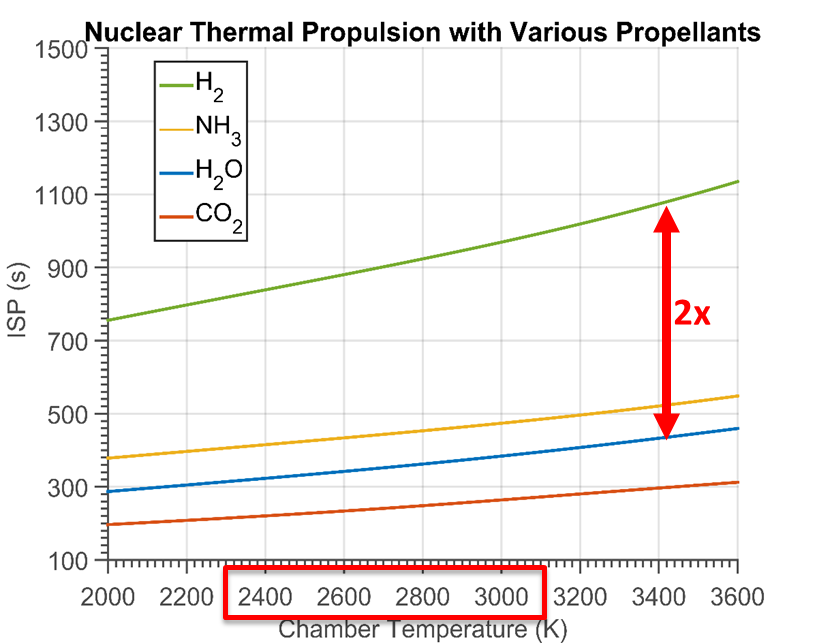 Nuclear Thermal Propulsion with Various Propellants
1500
1300
1100
900
700
500
300
100
ISP (s)
H₂
NH₃
H₂O
CO₂
2x
2000 2200 2400 2600 2800 3000 3200 3400 3600
Chamber Temperature (K)